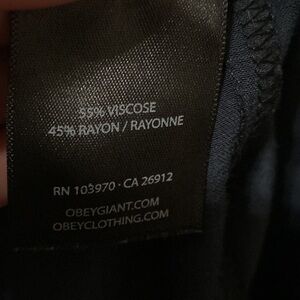 55% VISCOSE
45% RAYON / RAYONNE
RN 103970 · CA 26912
OBEYGIANT.COM
OBEYCLOTHING.COM